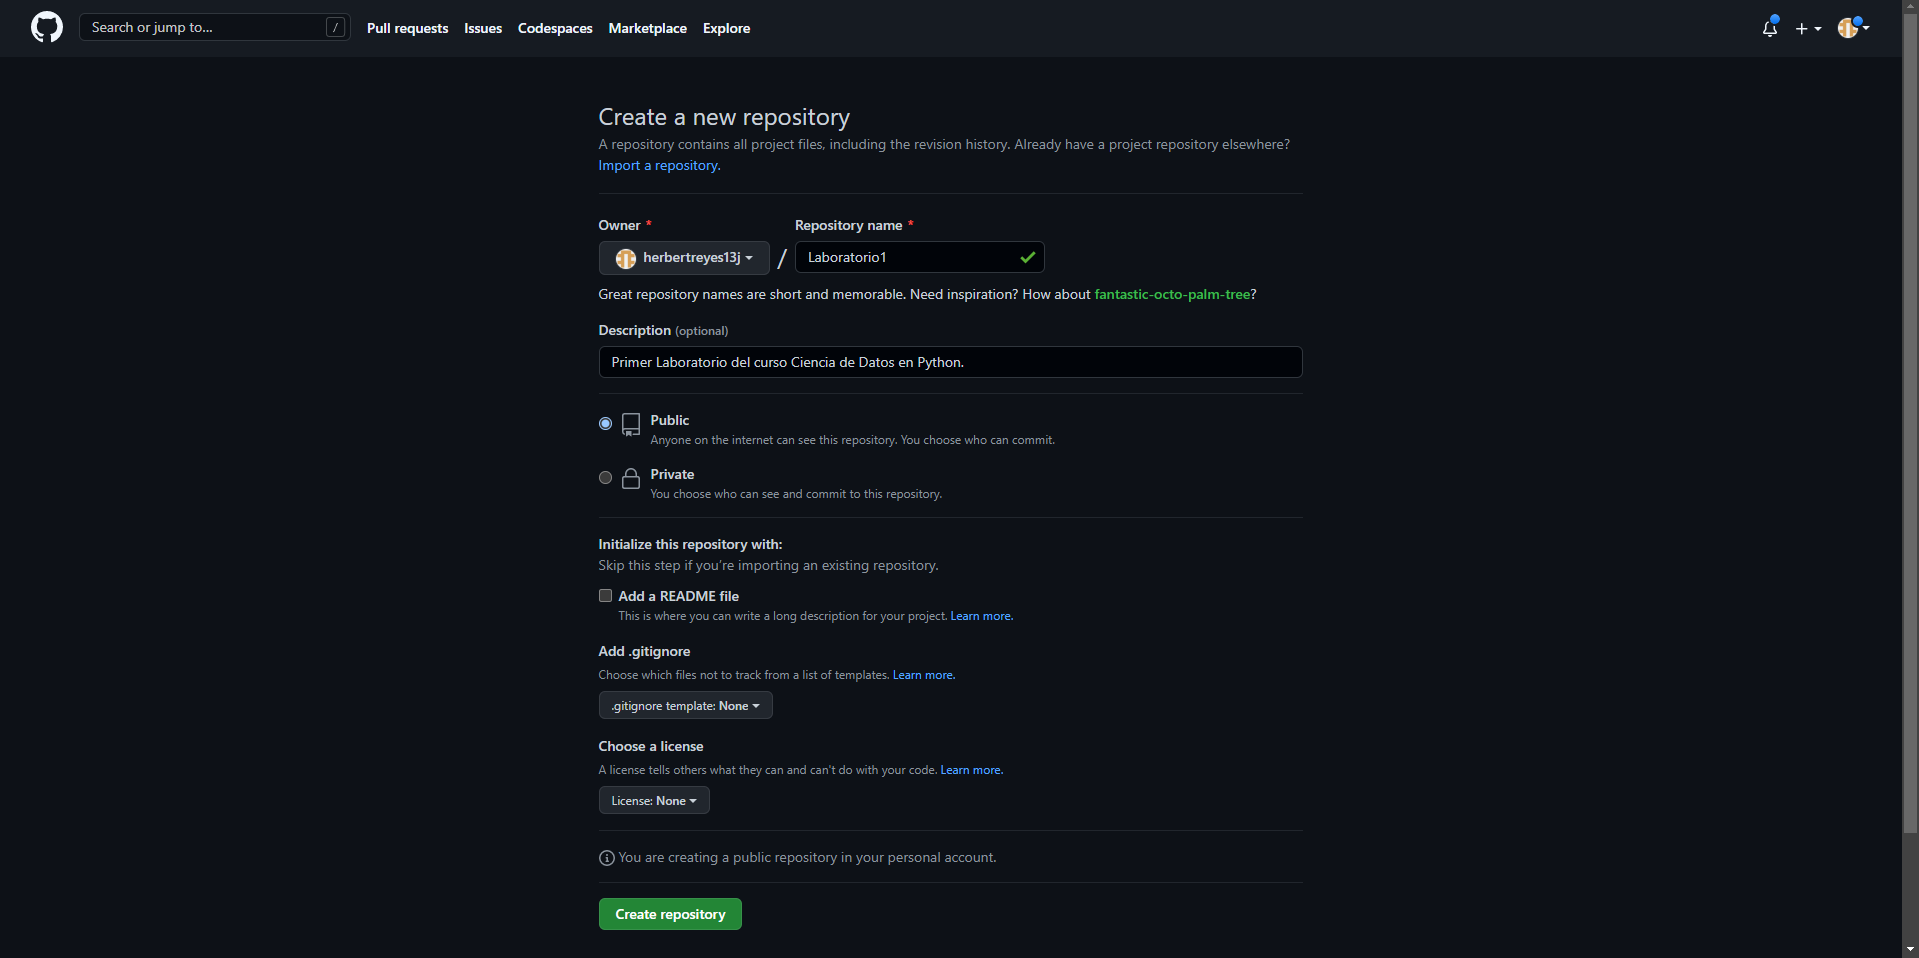 Search or jump to...
/
Pull requests
Issues
Codespaces
Marketplace
Explore
Create a new repository
A repository contains all project files, including the revision history. Already have a project repository elsewhere?
Import a repository.
Owner *
Repository name *
herbertreyes13j
/
Laboratorio1
Great repository names are short and memorable. Need inspiration? How about fantastic-octo-palm-tree?
Description (optional)
Primer Laboratorio del curso Ciencia de Datos en Python.
Public
Anyone on the internet can see this repository. You choose who can commit.
Private
You choose who can see and commit to this repository.
Initialize this repository with:
Skip this step if you're importing an existing repository.
Add a README file
This is where you can write a long description for your project. Learn more.
Add .gitignore
Choose which files not to track from a list of templates. Learn more.
.gitignore template: None
Choose a license
A license tells others what they can and can't do with your code. Learn more.
License: None
You are creating a public repository in your personal account.
Create repository